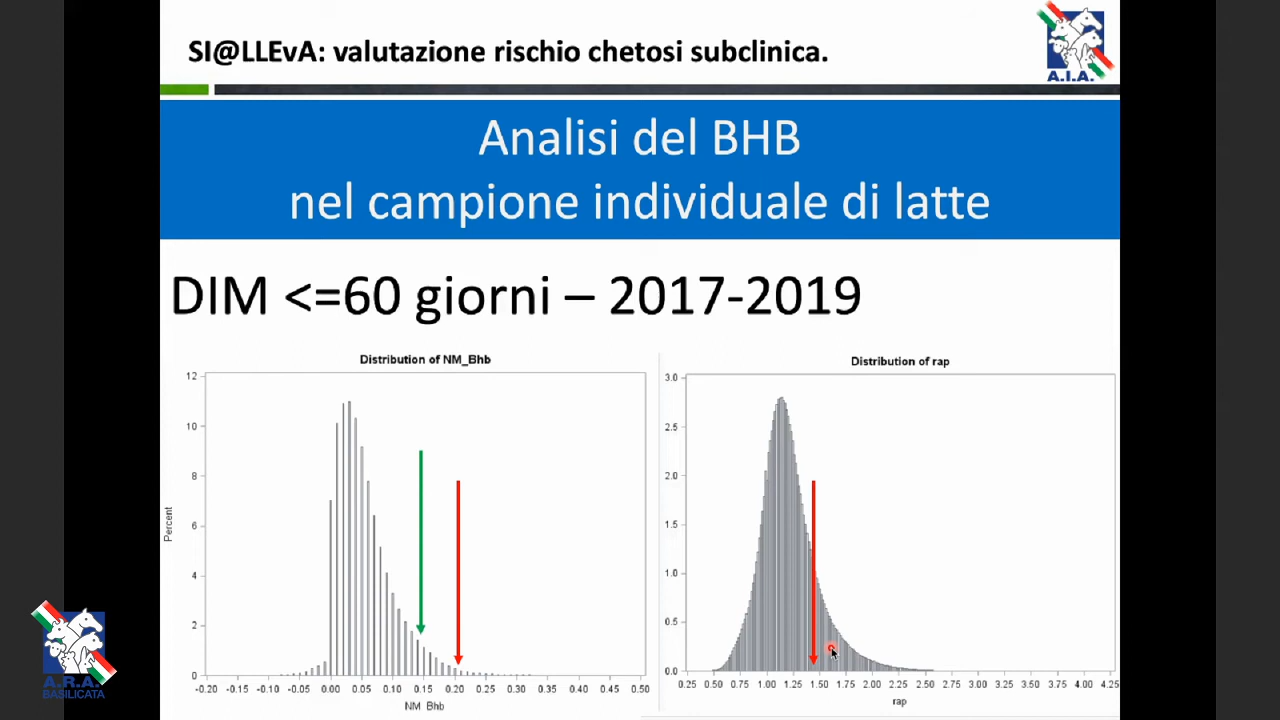 SI@LLEvA: valutazione rischio chetosi subclinica.
A.I.A.
Analisi del BHB
nel campione individuale di latte
DIM <=60 giorni – 2017-2019
Distribution of NM_Bhb
12
10
8
6
4
2
0
Percent
-0.20 -0.15 -0.10 -0.05 0.00 0.05 0.10 0.15 0.20 0.25 0.30 0.35 0.40 0.45 0.50
NM_Bhb
Distribution of rap
3.0
2.5
2.0
1.5
1.0
0.5
0.0
0.25 0.50 0.75 1.00 1.25 1.50 1.75 2.00 2.25 2.50 2.75 3.00 3.25 3.50 3.75 4.00 4.25
rap
A.R.A.
BASILICATA